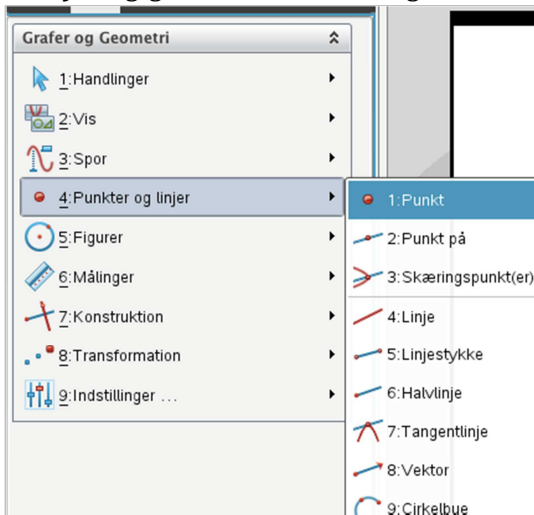 Grafer og Geometri
1:Handlinger
2:Vis
3:Spor
4:Punkter og linjer
5:Figurer
6:Målinger
7:Konstruktion
8:Transformation
9:Indstillinger ...
1:Punkt
2:Punkt på
3:Skæringspunkt(er)
4:Linje
5:Linjestykke
6:Halvlinje
7:Tangentlinje
8:Vektor
9:Cirkelbue